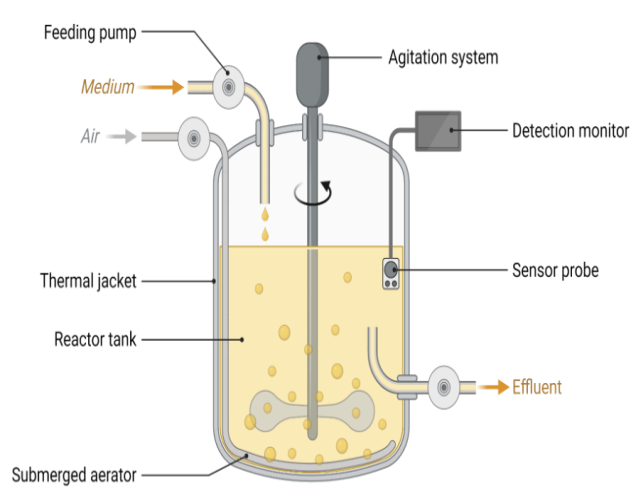 Feeding pump
Agitation system
Medium
Air
Detection monitor
Thermal jacket
Sensor probe
Reactor tank
Effluent
Submerged aerator